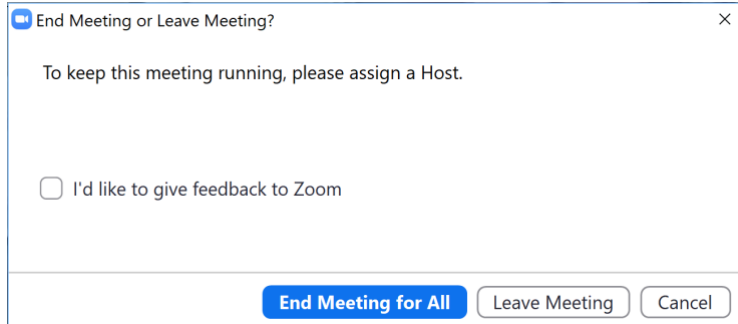 End Meeting or Leave Meeting?
To keep this meeting running, please assign a Host.
I'd like to give feedback to Zoom
End Meeting for All Leave Meeting Cancel